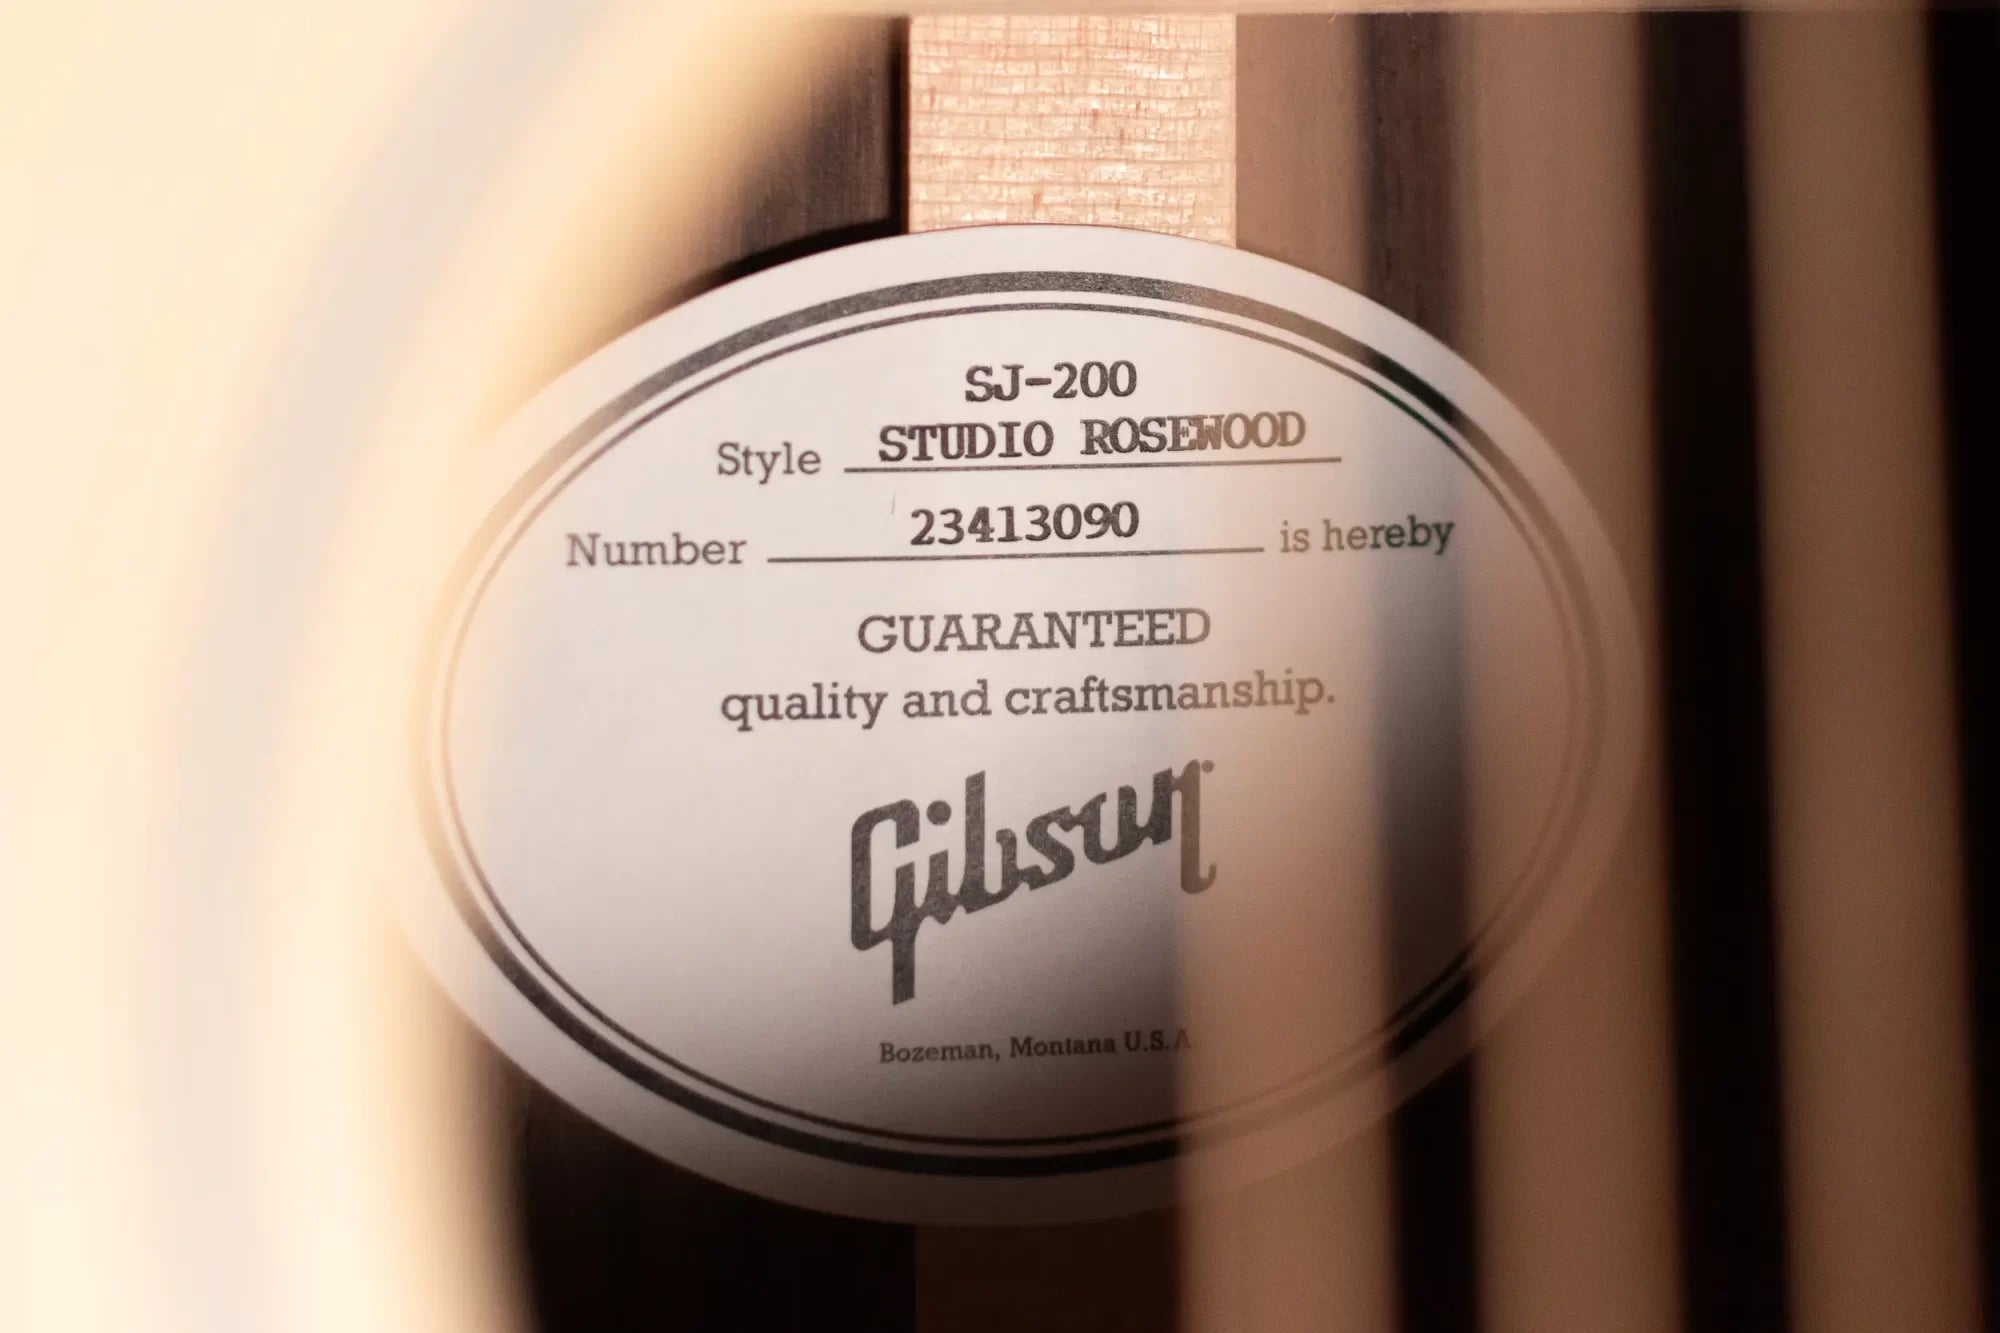 SJ-200
Style STUDIO ROSEWOOD
Number 23413090 is hereby
GUARANTEED
quality and craftsmanship.
Gibson
Bozeman, Montana U.S.A.